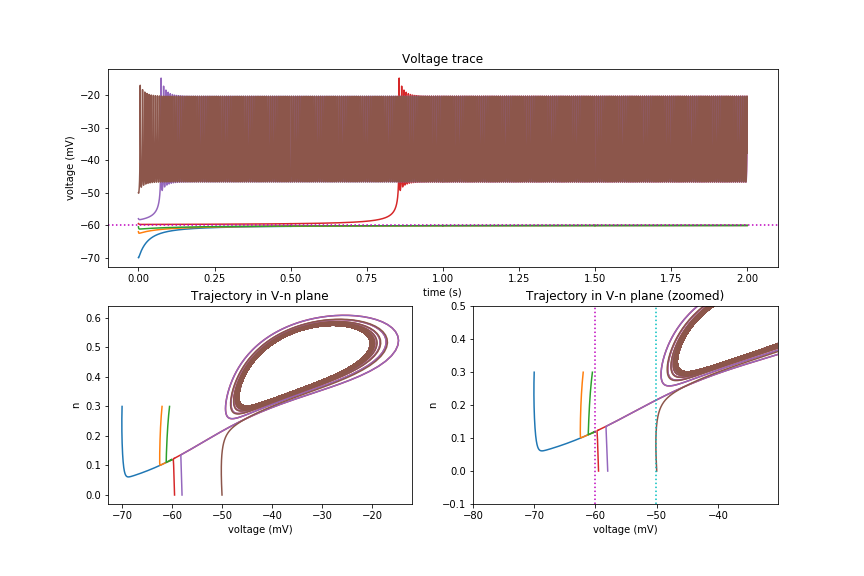 Voltage trace
−20
−30
−40
−50
−60
−70
voltage (mV)
0.00 0.25 0.50 0.75 1.00 1.25 1.50 1.75 2.00
time (s)
Trajectory in V-n plane
0.6
0.5
0.4
0.3
0.2
0.1
0.0
n
−70 −60 −50 −40 −30 −20
voltage (mV)
Trajectory in V-n plane (zoomed)
0.5
0.4
0.3
0.2
0.1
0.0
−0.1
n
−80 −70 −60 −50 −40
voltage (mV)